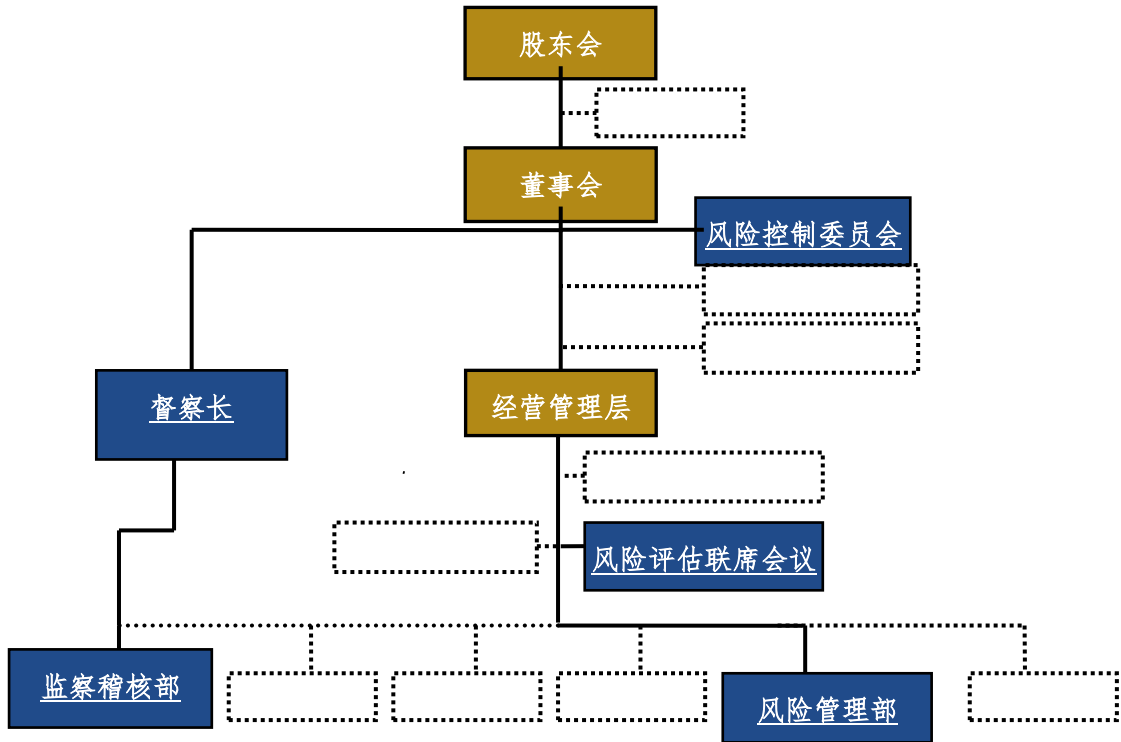 股东会
董事会
风险控制委员会
督察长
经营管理层
风险评估联席会议
监察稽核部
风险管理部